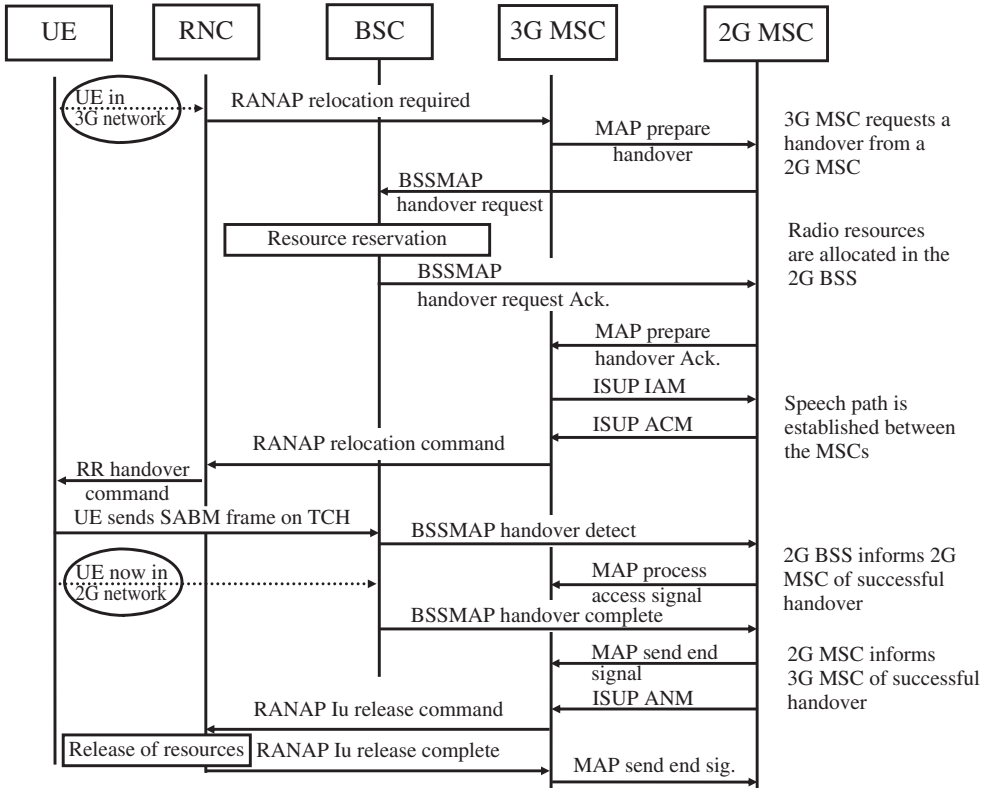 UE
RNC
BSC
3G MSC
2G MSC
UE in
3G network
RANAP relocation required
MAP prepare
handover
3G MSC requests a
handover from a
2G MSC
BSSMAP
handover request
Resource reservation
Radio resources
are allocated in the
2G BSS
BSSMAP
handover request Ack.
MAP prepare
handover Ack.
ISUP IAM
ISUP ACM
Speech path is
established between
the MSCs
RANAP relocation command
RR handover
command
UE sends SABM frame on TCH
BSSMAP handover detect
UE now in
2G network
MAP process
access signal
2G BSS informs 2G
MSC of successful
handover
BSSMAP handover complete
MAP send end
signal
2G MSC informs
3G MSC of successful
handover
ISUP ANM
RANAP Iu release command
Release of resources
RANAP Iu release complete
MAP send end sig.